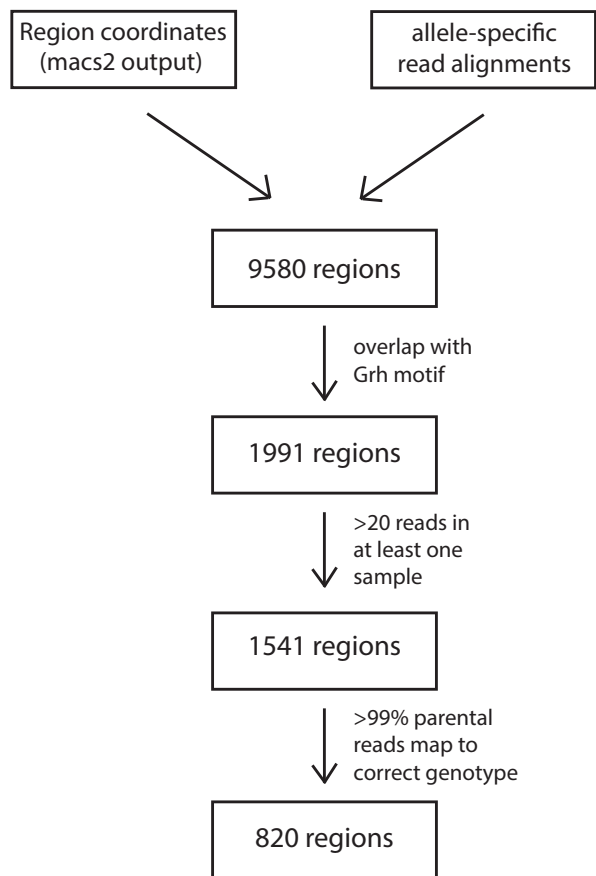 Region coordinates
(macs2 output)
allele-specific
read alignments
9580 regions
overlap with
Grh motif
1991 regions
>20 reads in
at least one
sample
1541 regions
>99% parental
reads map to
correct genotype
820 regions